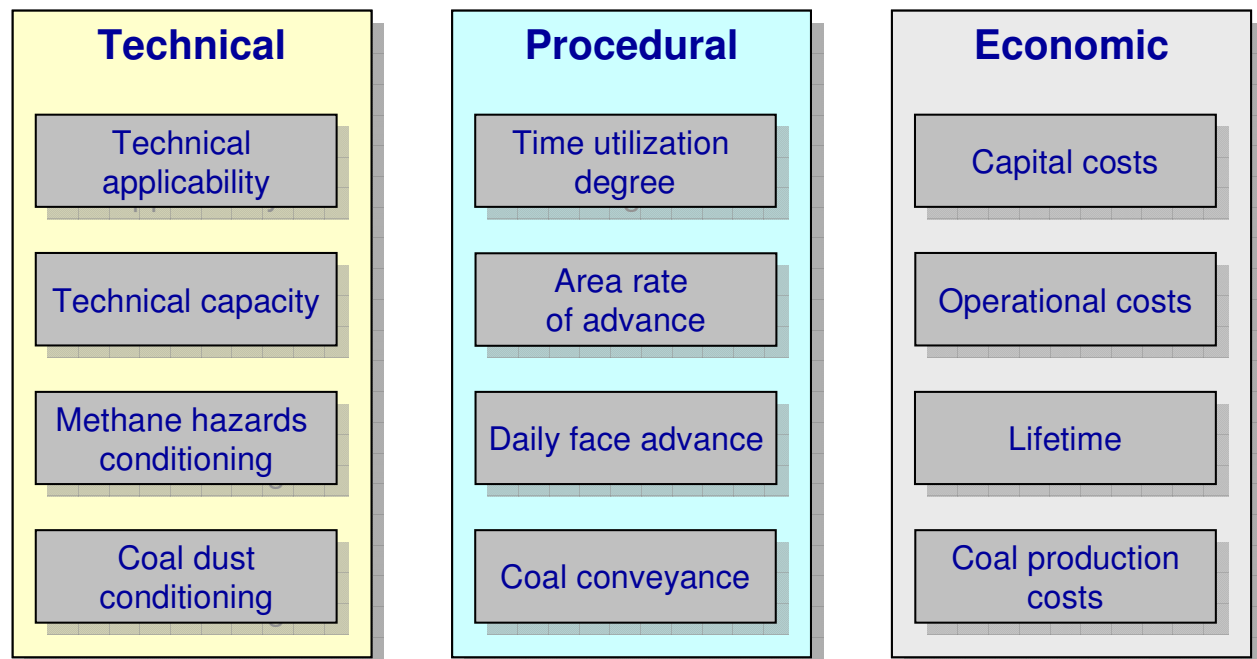 Technical
Technical
applicability
Technical capacity
Methane hazards
conditioning
Coal dust
conditioning
Procedural
Time utilization
degree
Area rate
of advance
Daily face advance
Coal conveyance
Economic
Capital costs
Operational costs
Lifetime
Coal production
costs